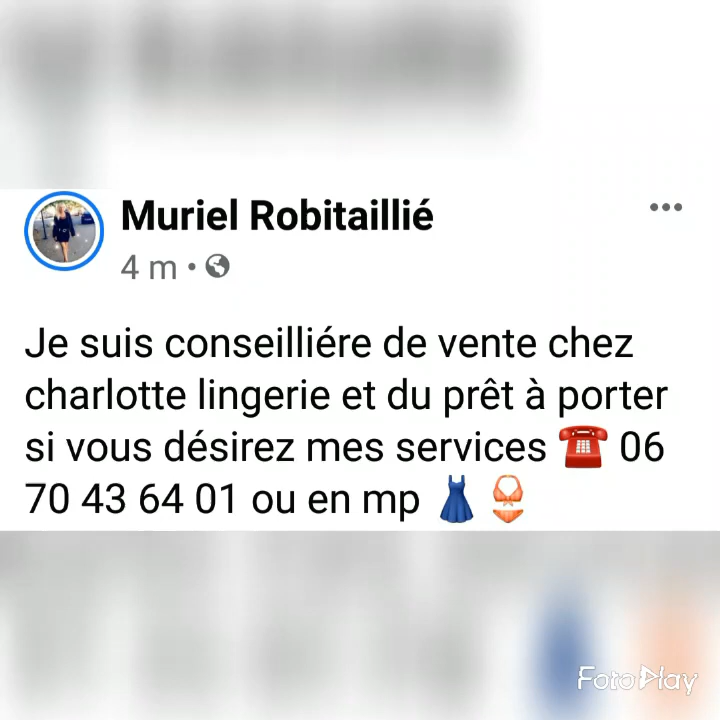 Muriel Robitaillié
4 m •
Je suis conseilliére de vente chez
charlotte lingerie et du prêt à porter
si vous désirez mes services ☎️ 06
70 43 64 01 ou en mp 👗 👙
FotoPlay